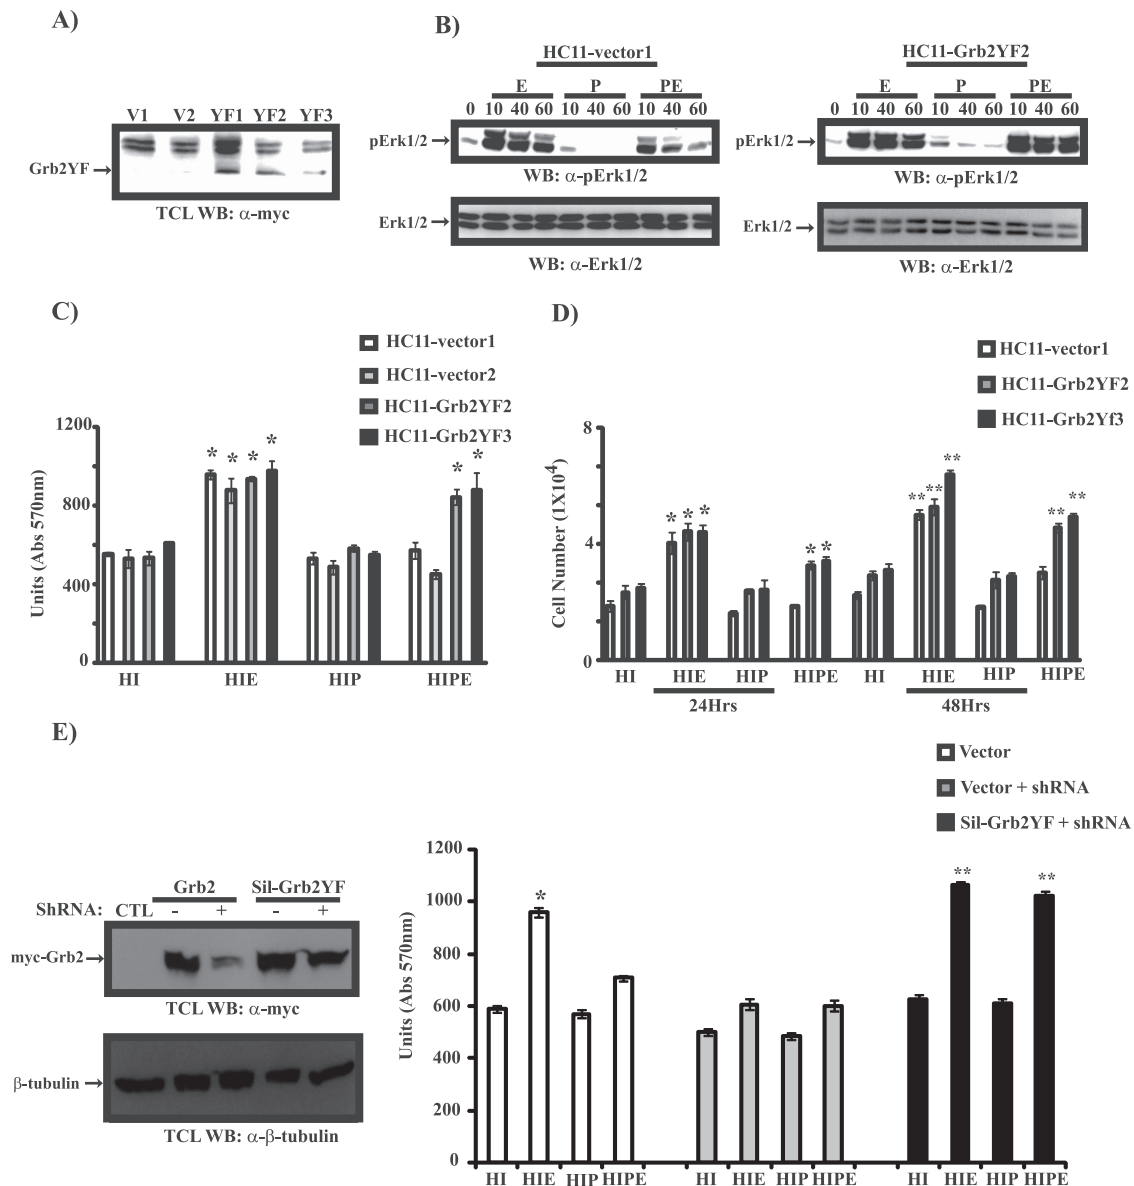 A)
V1 V2 YF1 YF2 YF3
Grb2YF
TCL WB: α-myc
B)
HC11-vector1
E P PE
0 10 40 60 10 40 60 10 40 60
pErk1/2
WB: α-pErk1/2
Erk1/2
WB: α-Erk1/2
HC11-Grb2YF2
E P PE
0 10 40 60 10 40 60 10 40 60
pErk1/2
WB: α-pErk1/2
Erk1/2
WB: α-Erk1/2
C)
HC11-vector1
HC11-vector2
HC11-Grb2YF2
HC11-Grb2YF3
Units (Abs 570nm)
1200
800
400
0
* * * *
* *
HI HIE HIP HIPE
D)
HC11-vector1
HC11-Grb2YF2
HC11-Grb2Yf3
Cell Number (1X10⁴)
8
4
0
* * *
* *
** ** **
** **
HI HIE HIP HIPE HI HIE HIP HIPE
24Hrs 48Hrs
E)
Grb2 Sil-Grb2YF
ShRNA: CTL - + - +
myc-Grb2
TCL WB: α-myc
β-tubulin
TCL WB: α-β-tubulin
Vector
Vector + shRNA
Sil-Grb2YF + shRNA
Units (Abs 570nm)
1200
1000
800
600
400
200
0
*
** **
HI HIE HIP HIPE HI HIE HIP HIPE HI HIE HIP HIPE